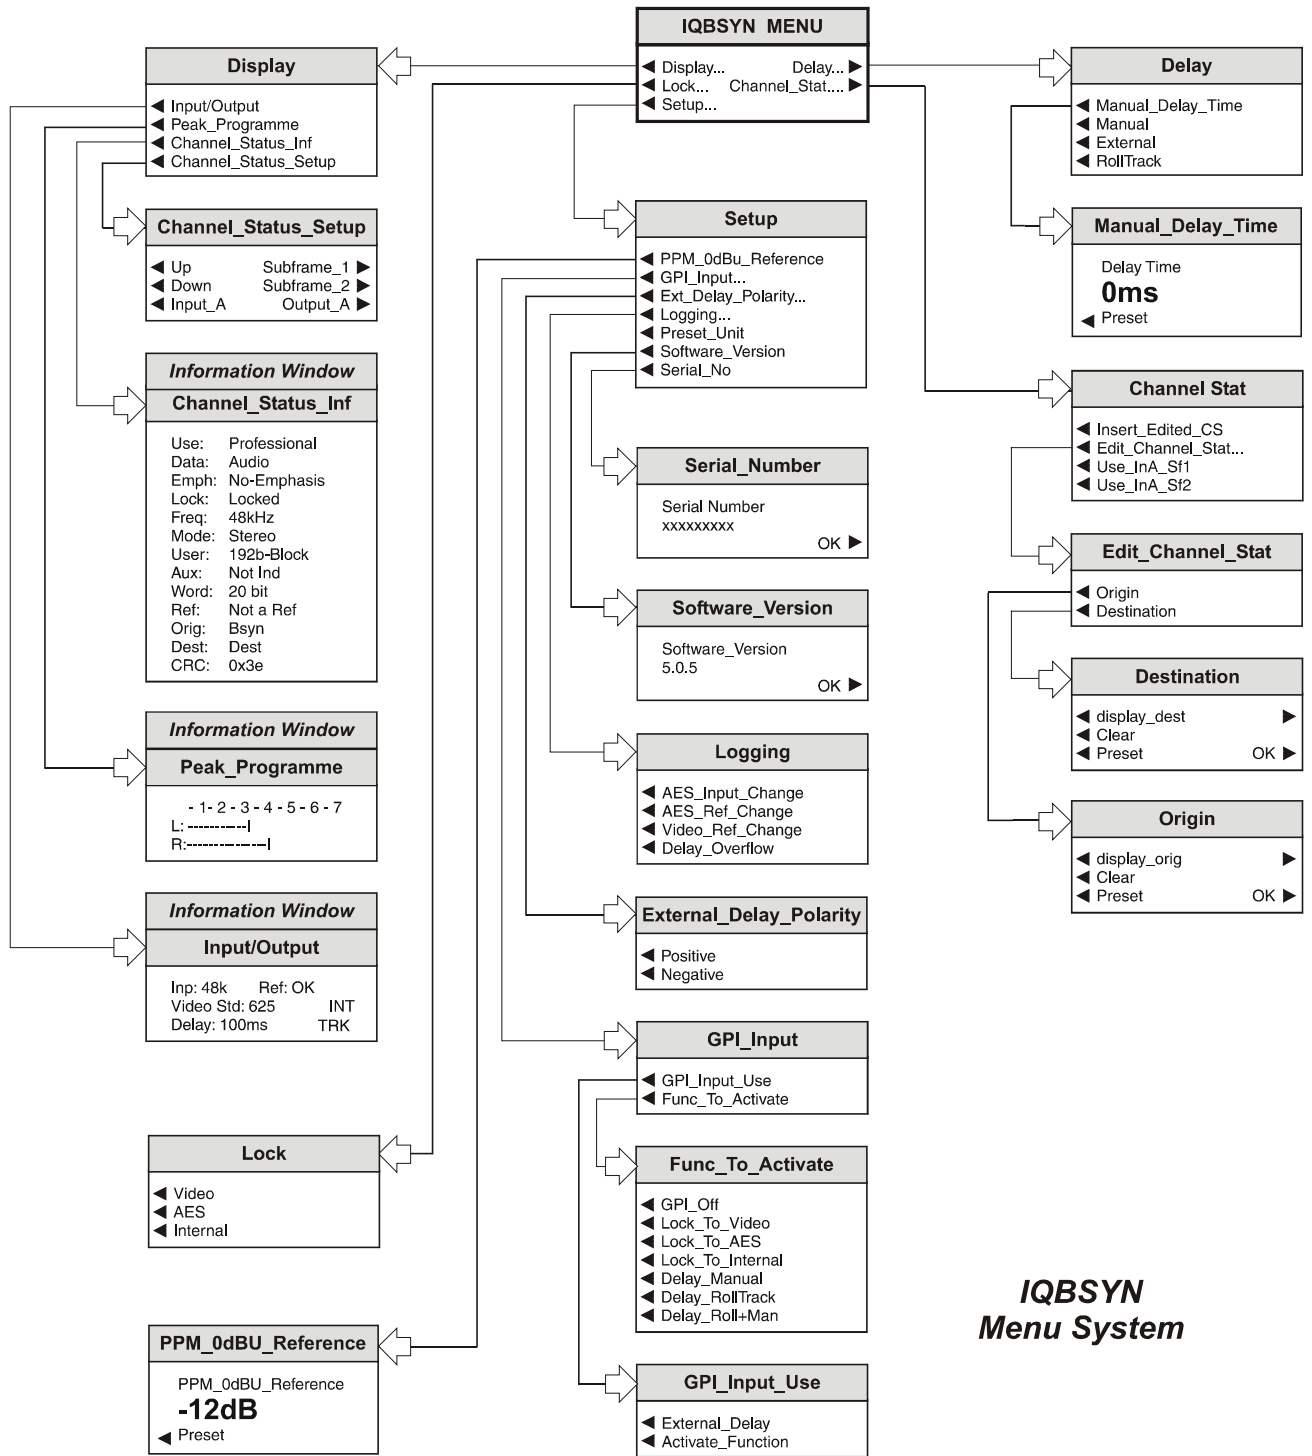 IQBSYN MENU
◀ Display... Delay... ▶
◀ Lock... Channel_Stat.... ▶
◀ Setup...
Display
◀ Input/Output
◀ Peak_Programme
◀ Channel_Status_Inf
◀ Channel_Status_Setup
Channel_Status_Setup
◀ Up Subframe_1 ▶
◀ Down Subframe_2 ▶
◀ Input_A Output_A ▶
Information Window
Channel_Status_Inf
Use: Professional
Data: Audio
Emph: No-Emphasis
Lock: Locked
Freq: 48kHz
Mode: Stereo
User: 192b-Block
Aux: Not Ind
Word: 20 bit
Ref: Not a Ref
Orig: Bsyn
Dest: Dest
CRC: 0x3e
Information Window
Peak_Programme
- 1- 2 - 3 - 4 - 5 - 6 - 7
L: -----------I
R:---------------I
Information Window
Input/Output
Inp: 48k Ref: OK
Video Std: 625 INT
Delay: 100ms TRK
Lock
◀ Video
◀ AES
◀ Internal
PPM_0dBU_Reference
PPM_0dBU_Reference
-12dB
◀ Preset
Setup
◀ PPM_0dBu_Reference
◀ GPI_Input...
◀ Ext_Delay_Polarity...
◀ Logging...
◀ Preset_Unit
◀ Software_Version
◀ Serial_No
Serial_Number
Serial Number
xxxxxxxxx
OK ▶
Software_Version
Software_Version
5.0.5
OK ▶
Logging
◀ AES_Input_Change
◀ AES_Ref_Change
◀ Video_Ref_Change
◀ Delay_Overflow
External_Delay_Polarity
◀ Positive
◀ Negative
GPI_Input
◀ GPI_Input_Use
◀ Func_To_Activate
Func_To_Activate
◀ GPI_Off
◀ Lock_To_Video
◀ Lock_To_AES
◀ Lock_To_Internal
◀ Delay_Manual
◀ Delay_RollTrack
◀ Delay_Roll+Man
GPI_Input_Use
◀ External_Delay
◀ Activate_Function
Delay
◀ Manual_Delay_Time
◀ Manual
◀ External
◀ RollTrack
Manual_Delay_Time
Delay Time
0ms
◀ Preset
Channel Stat
◀ Insert_Edited_CS
◀ Edit_Channel_Stat...
◀ Use_InA_Sf1
◀ Use_InA_Sf2
Edit_Channel_Stat
◀ Origin
◀ Destination
Destination
◀ display_dest ▶
◀ Clear
◀ Preset OK ▶
Origin
◀ display_orig ▶
◀ Clear
◀ Preset OK ▶
IQBSYN
Menu System